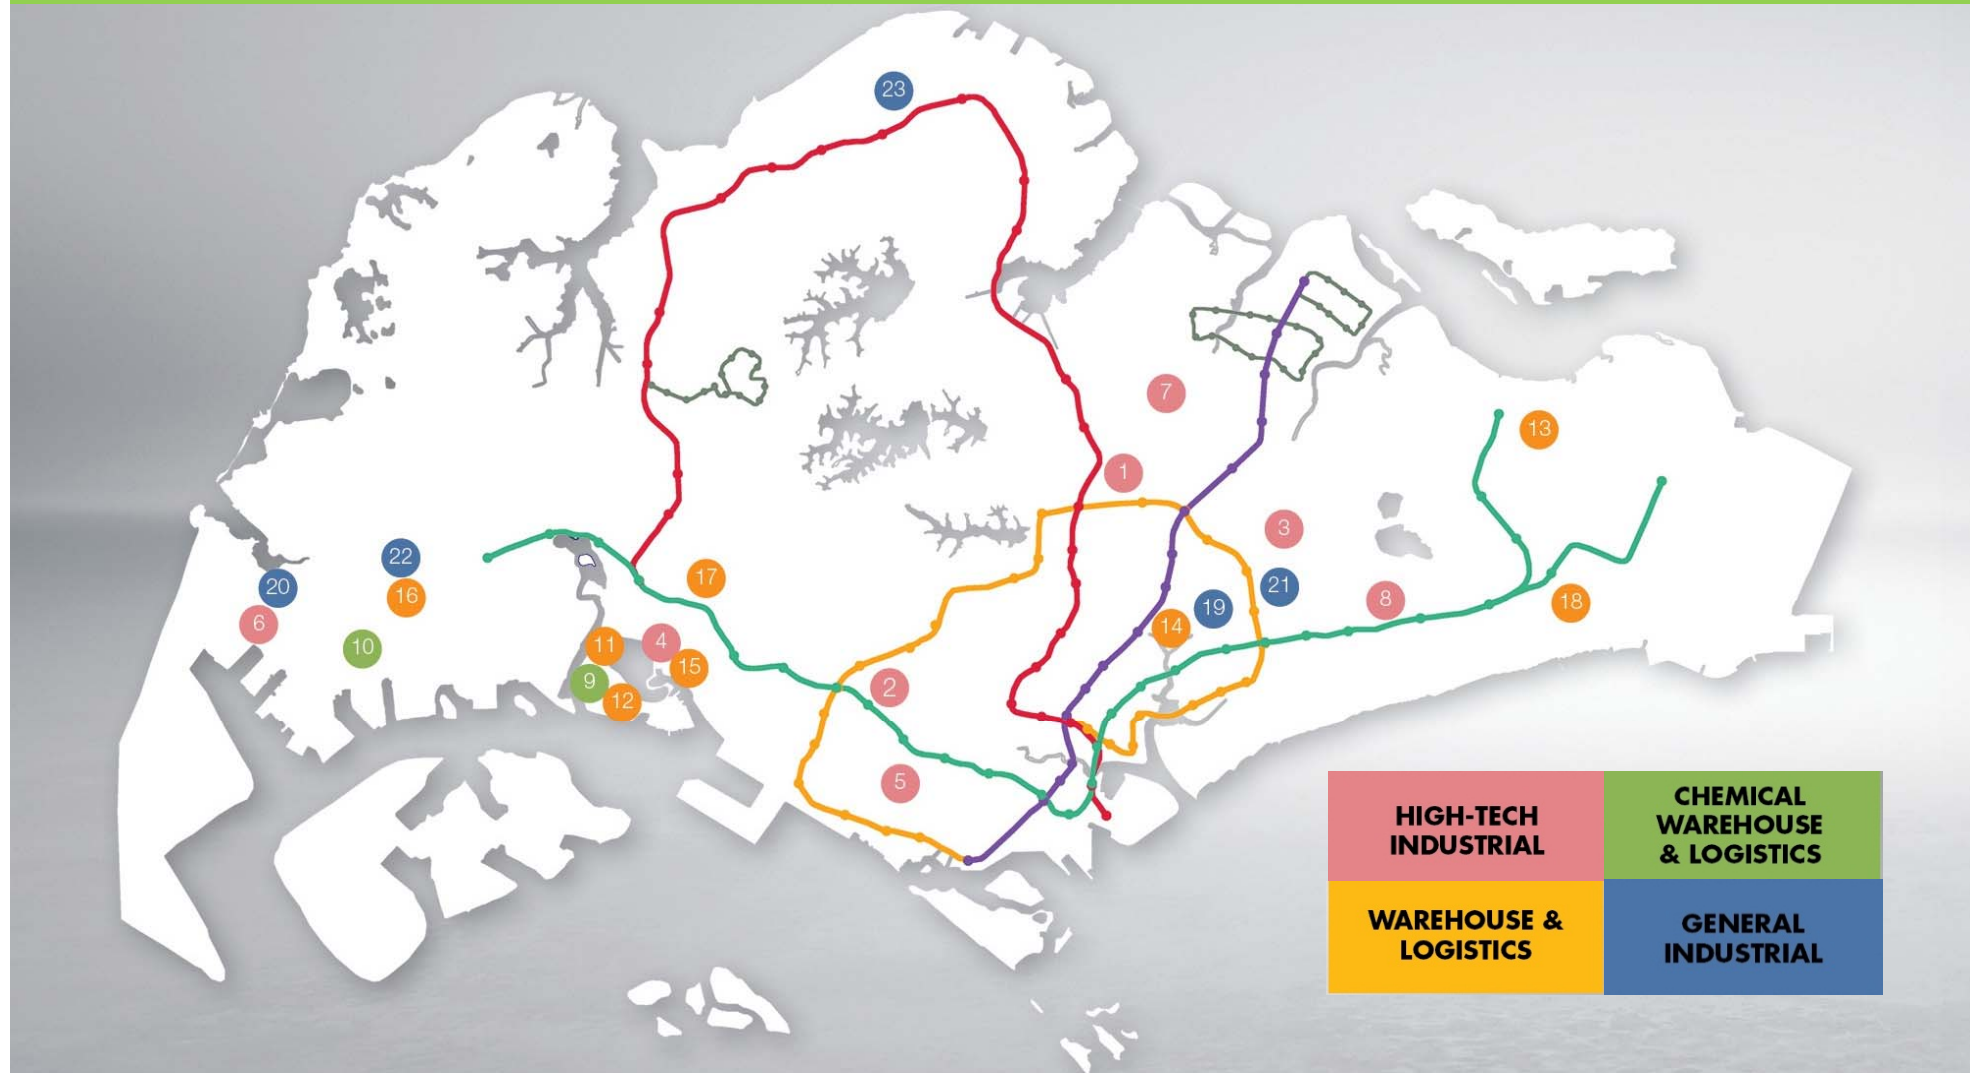 23
7
13
1
3
22
17
20
21
16
8
18
19
6
14
11
4
10
15
9
2
12
5
HIGH-TECH
INDUSTRIAL
CHEMICAL
WAREHOUSE
& LOGISTICS
WAREHOUSE &
LOGISTICS
GENERAL
INDUSTRIAL